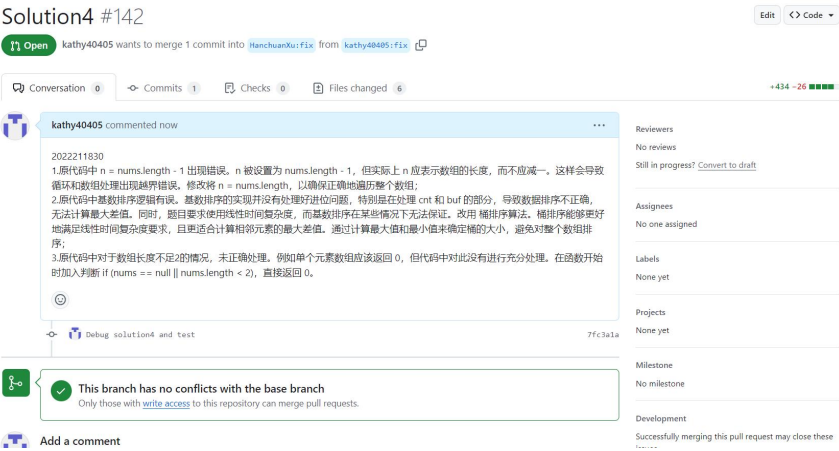 Solution4 #142
Edit
Code
Open
kathy40405 wants to merge 1 commit into HanchuanXu:fix from kathy40405:fix
Conversation 0
Commits 1
Checks 0
Files changed 6
+434 −26
kathy40405 commented now
2022211830
1.原代码中 n = nums.length - 1 出现错误。n 被设置为 nums.length - 1，但实际上 n 应表示数组的长度，而不应减一。这样会导致
循环和数组处理出现越界错误。修改将 n = nums.length，以确保正确地遍历整个数组；
2.原代码中基数排序逻辑有误。基数排序的实现并没有处理好进位问题，特别是在处理 cnt 和 buf 的部分，导致数据排序不正确，
无法计算最大差值。同时，题目要求使用线性时间复杂度，而基数排序在某些情况下无法保证。改用 桶排序算法。桶排序能够更好
地满足线性时间复杂度要求，且更适合计算相邻元素的最大差值。通过计算最大值和最小值来确定桶的大小，避免对整个数组排
序；
3.原代码中对于数组长度不足2的情况，未正确处理。例如单个元素数组应该返回 0，但代码中对此没有进行充分处理。在函数开始
时加入判断 if (nums == null || nums.length < 2)，直接返回 0。
Debug solution4 and test
7fc3a1a
This branch has no conflicts with the base branch
Only those with write access to this repository can merge pull requests.
Add a comment
Reviewers
No reviews
Still in progress? Convert to draft
Assignees
No one assigned
Labels
None yet
Projects
None yet
Milestone
No milestone
Development
Successfully merging this pull request may close these